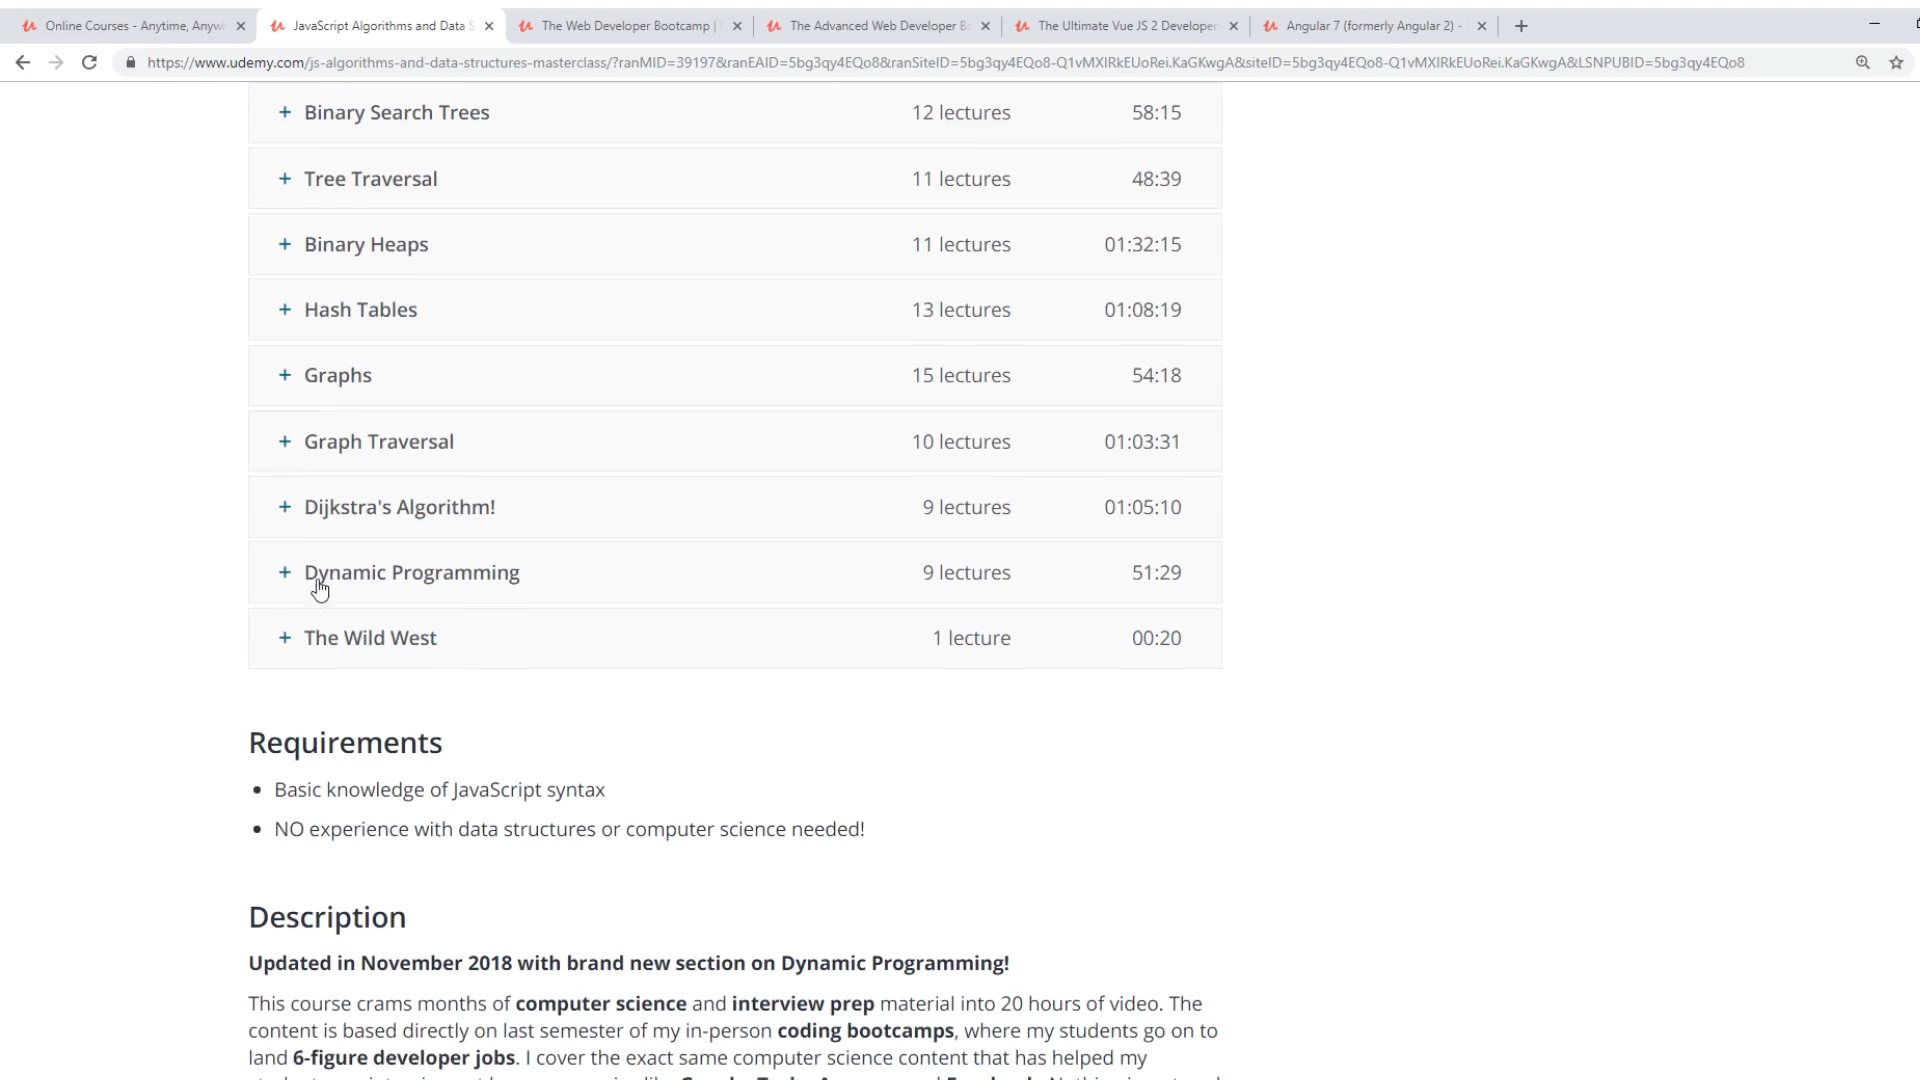 Online Courses - Anytime, Anyw
JavaScript Algorithms and Data S
The Web Developer Bootcamp |
The Advanced Web Developer Bo
The Ultimate Vue JS 2 Developer
Angular 7 (formerly Angular 2) -
https://www.udemy.com/js-algorithms-and-data-structures-masterclass/?ranMID=39197&ranEAID=5bg3qy4EQo8&ranSiteID=5bg3qy4EQo8-Q1vMXIRkEUoRei.KaGKwgA&siteID=5bg3qy4EQo8-Q1vMXIRkEUoRei.KaGKwgA&LSNPUBID=5bg3qy4EQo8
+ Binary Search Trees 12 lectures 58:15
+ Tree Traversal 11 lectures 48:39
+ Binary Heaps 11 lectures 01:32:15
+ Hash Tables 13 lectures 01:08:19
+ Graphs 15 lectures 54:18
+ Graph Traversal 10 lectures 01:03:31
+ Dijkstra's Algorithm! 9 lectures 01:05:10
+ Dynamic Programming 9 lectures 51:29
+ The Wild West 1 lecture 00:20
Requirements
• Basic knowledge of JavaScript syntax
• NO experience with data structures or computer science needed!
Description
Updated in November 2018 with brand new section on Dynamic Programming!
This course crams months of computer science and interview prep material into 20 hours of video. The
content is based directly on last semester of my in-person coding bootcamps, where my students go on to
land 6-figure developer jobs. I cover the exact same computer science content that has helped my